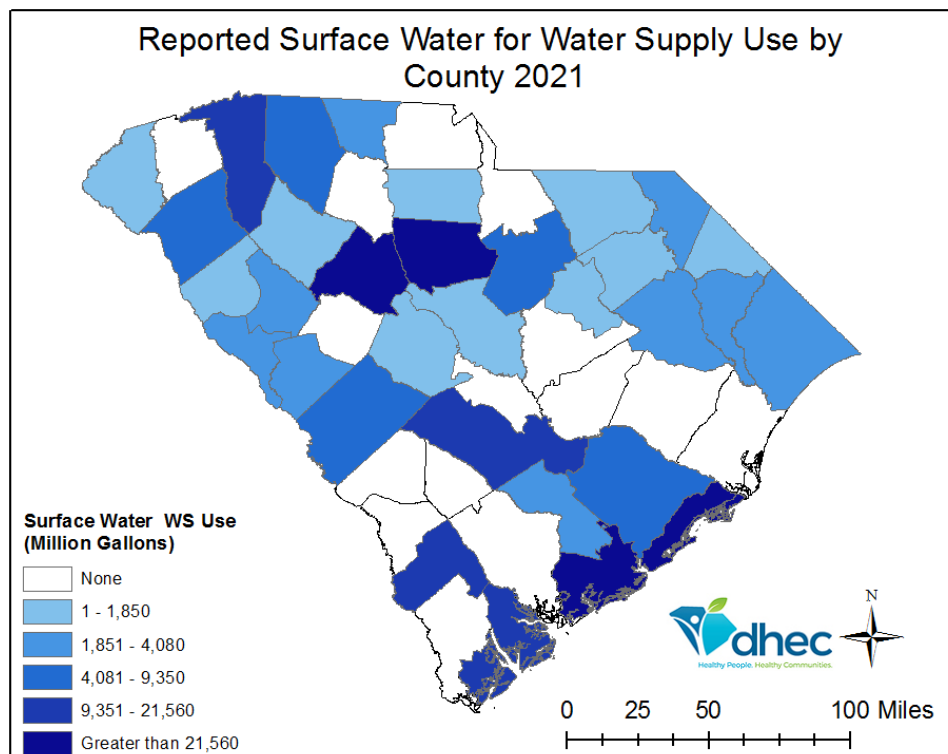 Reported Surface Water for Water Supply Use by
County 2021
Surface Water WS Use
(Million Gallons)
None
1 - 1,850
1,851 - 4,080
4,081 - 9,350
9,351 - 21,560
Greater than 21,560
dhec
Healthy People. Healthy Communities.
N
0 25 50 100 Miles